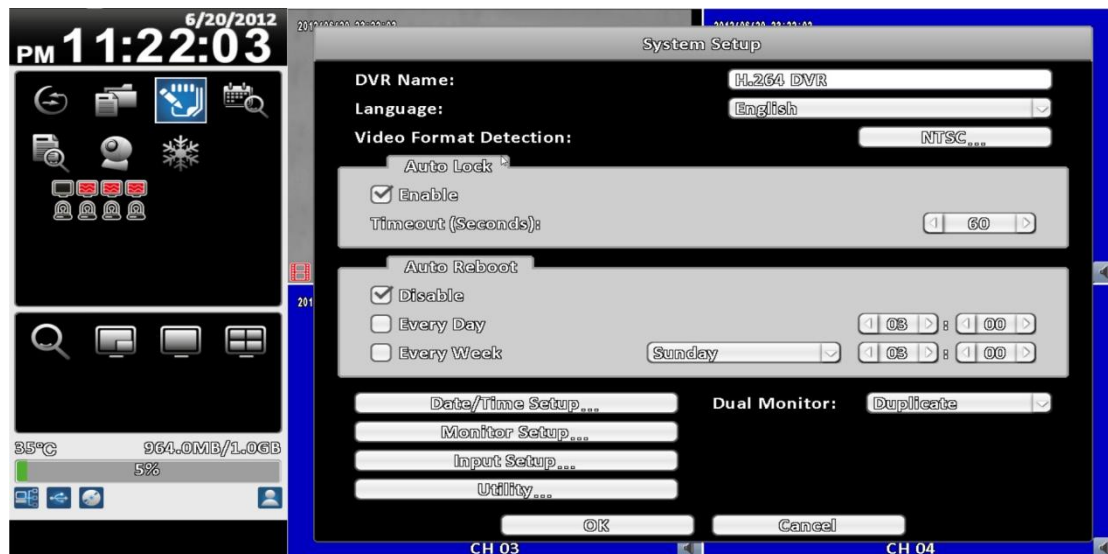 6/20/2012
PM 11:22:03
35°C 964.0MB/1.0GB
5%
System Setup
DVR Name: H.264 DVR
Language: English
Video Format Detection: NTSC...
Auto Lock
Enable
Timeout (Seconds): 60
Auto Reboot
Disable
Every Day 03 : 00
Every Week Sunday 03 : 00
Date/Time Setup... Dual Monitor: Duplicate
Monitor Setup...
Input Setup...
Utility...
OK Cancel
CH 03 CH 04